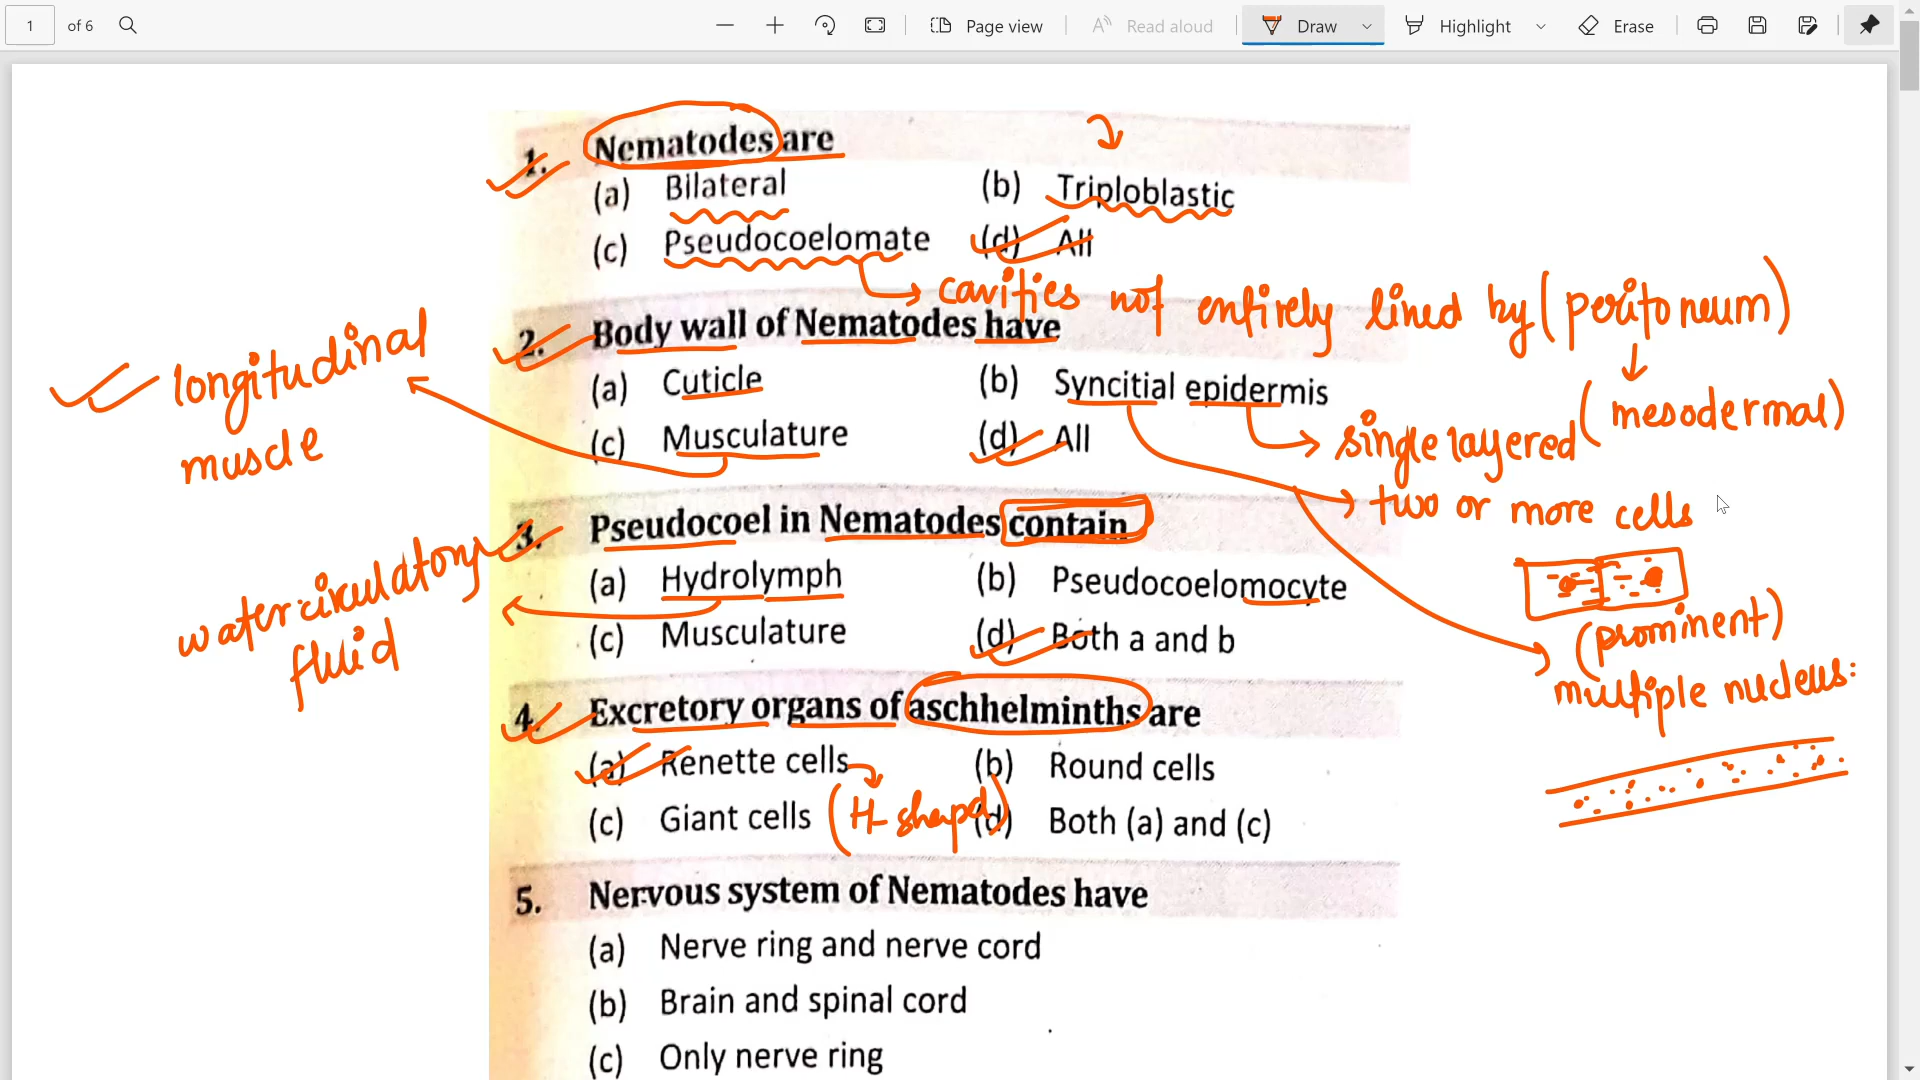 1 of 6 Page view Read aloud Draw Highlight Erase
1. Nematodes are
(a) Bilateral (b) Triploblastic
(c) Pseudocoelomate (d) All
cavities not entirely lined by (peritoneum)
(mesodermal)
2. Body wall of Nematodes have
(a) Cuticle (b) Syncitial epidermis
(c) Musculature (d) All
longitudinal
muscle
single layered
two or more cells
(prominent)
multiple nucleus:
3. Pseudocoel in Nematodes contain
(a) Hydrolymph (b) Pseudocoelomocyte
(c) Musculature (d) Both a and b
water circulatory
fluid
4. Excretory organs of aschhelminths are
(a) Renette cells (b) Round cells
(c) Giant cells (H-shaped) (d) Both (a) and (c)
5. Nervous system of Nematodes have
(a) Nerve ring and nerve cord
(b) Brain and spinal cord
(c) Only nerve ring